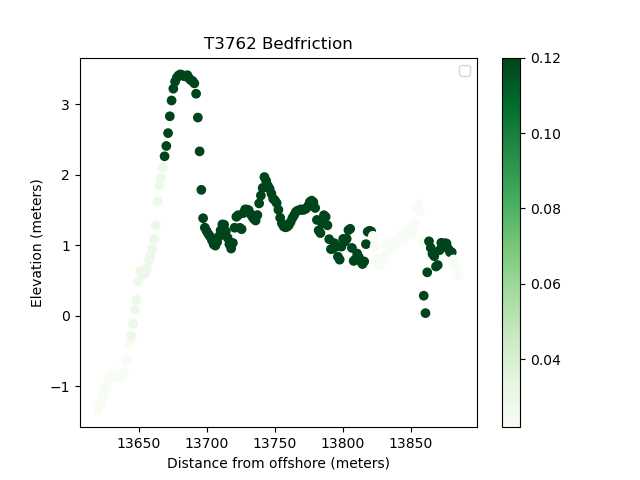 T3762 Bedfriction
Elevation (meters)
3
2
1
0
−1
13650 13700 13750 13800 13850
Distance from offshore (meters)
0.12
0.10
0.08
0.06
0.04